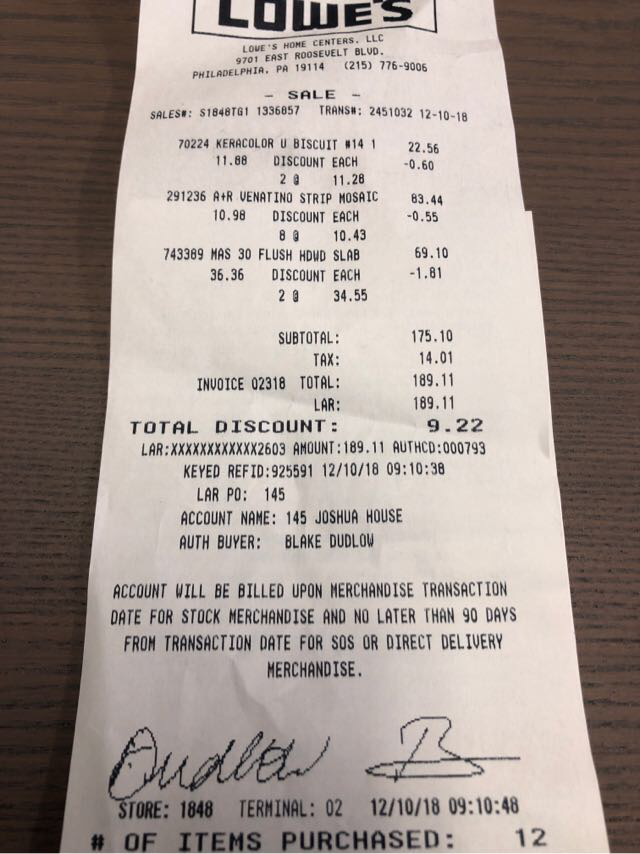 LOWE'S
LOWE'S HOME CENTERS, LLC
9701 EAST ROOSEVELT BLVD.
PHILADELPHIA, PA 19114 (215) 776-9006
- SALE -
SALES#: S1848TG1 1336857 TRANS#: 2451032 12-10-18
70224 KERACOLOR U BISCUIT #14 1 22.56
11.88 DISCOUNT EACH -0.60
2 @ 11.28
291236 A+R VENATINO STRIP MOSAIC 83.44
10.98 DISCOUNT EACH -0.55
8 @ 10.43
743389 MAS 30 FLUSH HDWD SLAB 69.10
36.36 DISCOUNT EACH -1.81
2 @ 34.55
SUBTOTAL: 175.10
TAX: 14.01
INVOICE 02318 TOTAL: 189.11
LAR: 189.11
TOTAL DISCOUNT: 9.22
LAR:XXXXXXXXXXXX2603 AMOUNT:189.11 AUTHCD:000793
KEYED REFID:925591 12/10/18 09:10:38
LAR PO: 145
ACCOUNT NAME: 145 JOSHUA HOUSE
AUTH BUYER: BLAKE DUDLOW
ACCOUNT WILL BE BILLED UPON MERCHANDISE TRANSACTION
DATE FOR STOCK MERCHANDISE AND NO LATER THAN 90 DAYS
FROM TRANSACTION DATE FOR SOS OR DIRECT DELIVERY
MERCHANDISE.
Dudlow B
STORE: 1848 TERMINAL: 02 12/10/18 09:10:48
# OF ITEMS PURCHASED: 12